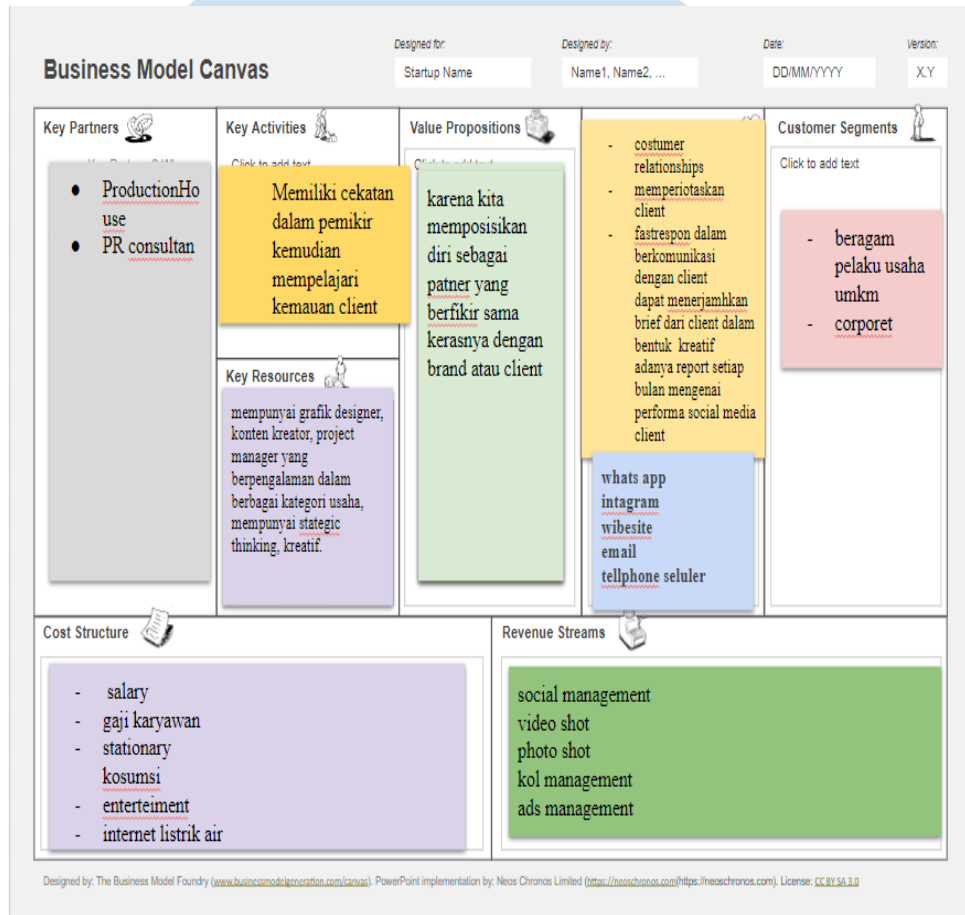 Designed for:
Designed by:
Date:
Version:
Business Model Canvas
Startup Name
Name1, Name2, ...
DD/MM/YYYY
X.Y
Key Partners
ProductionHo
use
PR consultan
Key Activities
Click to add text
Memiliki cekatan
dalam pemikir
kemudian
mempelajari
kemauan client
Key Resources
mempunyai grafik designer,
konten kreator, project
manager yang
berpengalaman dalam
berbagai kategori usaha,
mempunyai stategic
thinking, kreatif.
Value Propositions
karena kita
memposisikan
diri sebagai
patner yang
berfikir sama
kerasnya dengan
brand atau client
- costumer
relationships
- memperiotaskan
client
- fastrespon dalam
berkomunikasi
dengan client
dapat menerjamhkan
brief dari client dalam
bentuk kreatif
adanya report setiap
bulan mengenai
performa social media
client
whats app
intagram
wibesite
email
tellphone seluler
Customer Segments
Click to add text
- beragam
pelaku usaha
umkm
- corporet
Cost Structure
- salary
- gaji karyawan
- stationary
kosumsi
- enterteiment
- internet listrik air
Revenue Streams
social management
video shot
photo shot
kol management
ads management
Designed by: The Business Model Foundry (www.businessmodelgeneration.com/canvas). PowerPoint implementation by: Neos Chronos Limited (https://neoschronos.com(https://neoschronos.com). License: CC BY SA 3.0